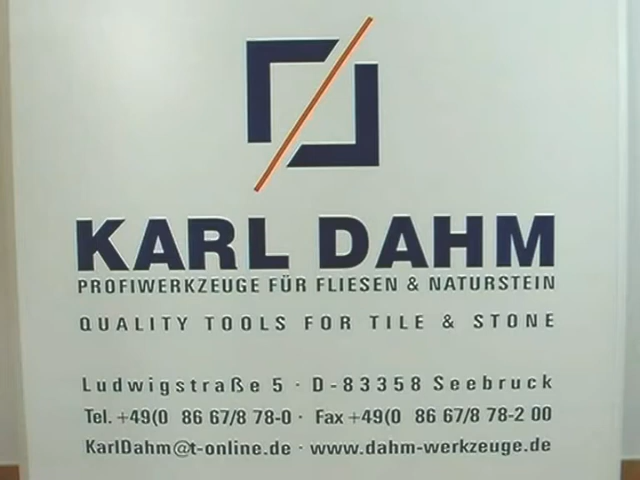 KARL DAHM
PROFIWERKZEUGE FÜR FLIESEN & NATURSTEIN
QUALITY TOOLS FOR TILE & STONE
Ludwigstraße 5 · D-83358 Seebruck
Tel. +49(0 86 67/8 78-0 · Fax +49(0 86 67/8 78-2 00
KarlDahm@t-online.de · www.dahm-werkzeuge.de